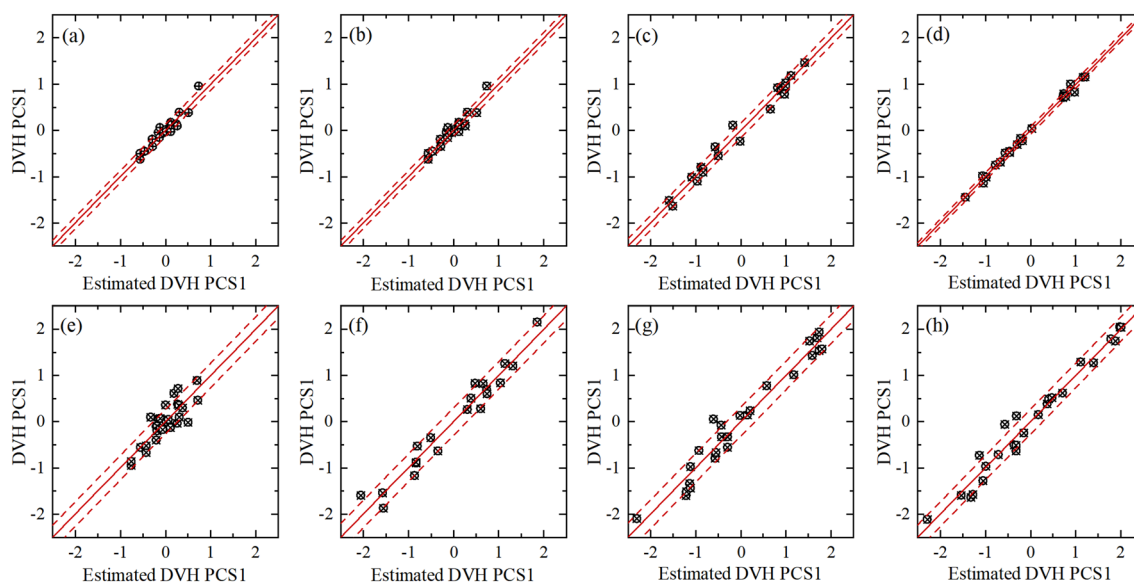 (a) (b) (c) (d)
2 2 2 2
1 1 1 1
0 0 0 0
-1 -1 -1 -1
-2 -2 -2 -2
DVH PCS1 DVH PCS1 DVH PCS1 DVH PCS1
-2 -1 0 1 2 -2 -1 0 1 2 -2 -1 0 1 2 -2 -1 0 1 2
Estimated DVH PCS1 Estimated DVH PCS1 Estimated DVH PCS1 Estimated DVH PCS1
(e) (f) (g) (h)
2 2 2 2
1 1 1 1
0 0 0 0
-1 -1 -1 -1
-2 -2 -2 -2
DVH PCS1 DVH PCS1 DVH PCS1 DVH PCS1
-2 -1 0 1 2 -2 -1 0 1 2 -2 -1 0 1 2 -2 -1 0 1 2
Estimated DVH PCS1 Estimated DVH PCS1 Estimated DVH PCS1 Estimated DVH PCS1